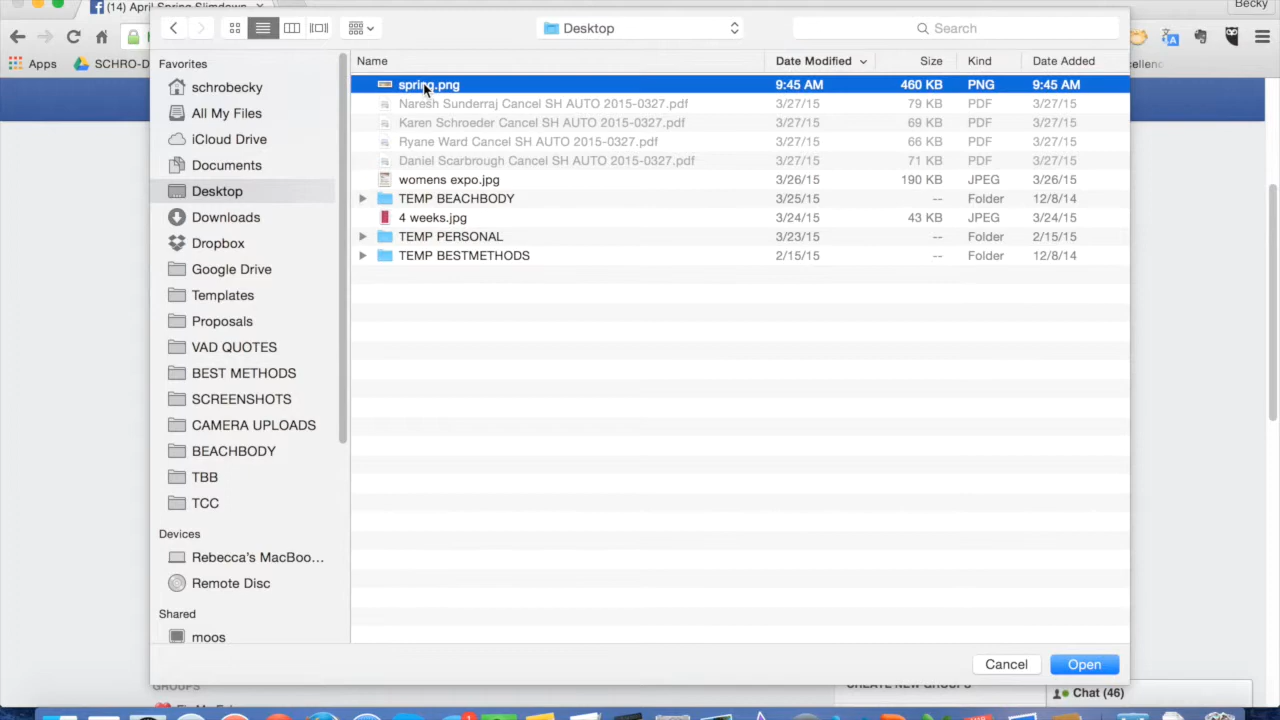 (14) April Spring Slimdown
Becky
Desktop
Search
Apps
SCHRO-D
Favorites
schrobecky
All My Files
iCloud Drive
Documents
Desktop
Downloads
Dropbox
Google Drive
Templates
Proposals
VAD QUOTES
BEST METHODS
SCREENSHOTS
CAMERA UPLOADS
BEACHBODY
TBB
TCC
Devices
Rebecca's MacBoo...
Remote Disc
Shared
moos
Name Date Modified Size Kind Date Added
spring.png 9:45 AM 460 KB PNG 9:45 AM
Naresh Sunderraj Cancel SH AUTO 2015-0327.pdf 3/27/15 79 KB PDF 3/27/15
Karen Schroeder Cancel SH AUTO 2015-0327.pdf 3/27/15 69 KB PDF 3/27/15
Ryane Ward Cancel SH AUTO 2015-0327.pdf 3/27/15 66 KB PDF 3/27/15
Daniel Scarbrough Cancel SH AUTO 2015-0327.pdf 3/27/15 71 KB PDF 3/27/15
womens expo.jpg 3/26/15 190 KB JPEG 3/26/15
TEMP BEACHBODY 3/25/15 -- Folder 12/8/14
4 weeks.jpg 3/24/15 43 KB JPEG 3/24/15
TEMP PERSONAL 3/23/15 -- Folder 2/15/15
TEMP BESTMETHODS 2/15/15 -- Folder 12/8/14
Cancel Open
GROUPS
CREATE NEW GROUPS
Chat (46)